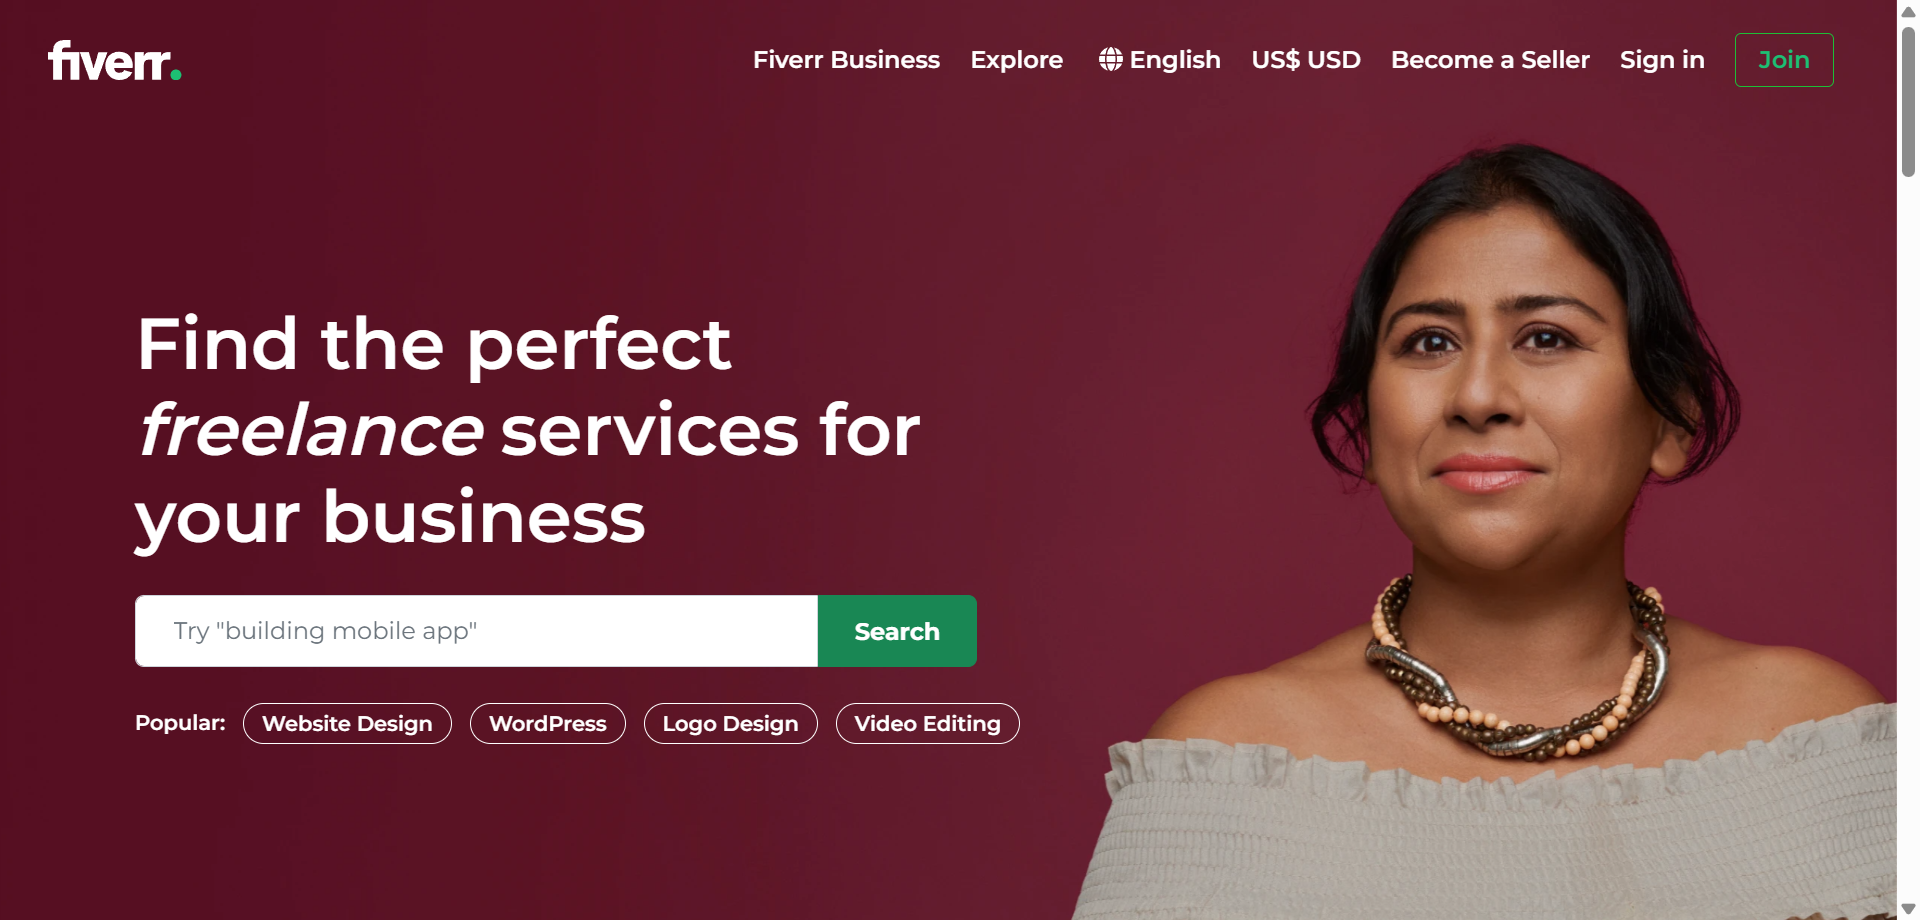 fiverr.
Fiverr Business Explore English US$ USD Become a Seller Sign in Join
Find the perfect
freelance services for
your business
Try "building mobile app" Search
Popular: Website Design WordPress Logo Design Video Editing